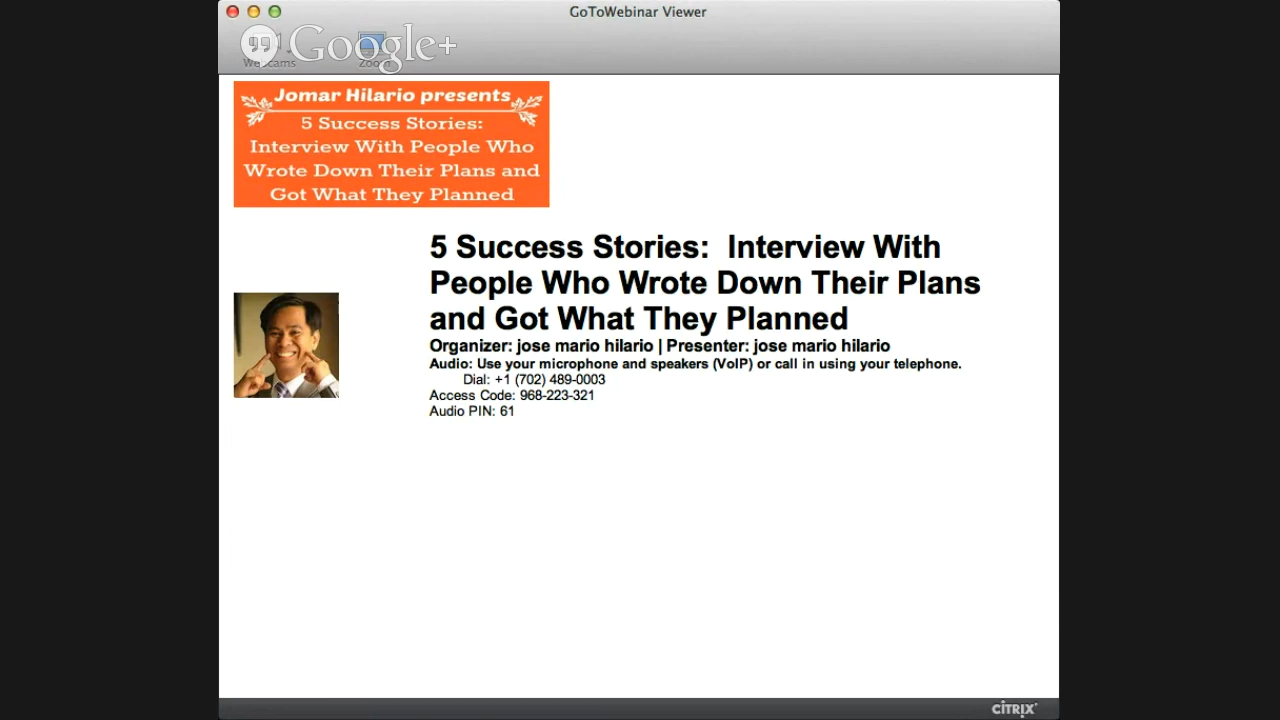 GoToWebinar Viewer
Google+
Webcams
Zoom
Jomar Hilario presents
5 Success Stories:
Interview With People Who
Wrote Down Their Plans and
Got What They Planned
5 Success Stories:  Interview With
People Who Wrote Down Their Plans
and Got What They Planned
Organizer: jose mario hilario | Presenter: jose mario hilario
Audio: Use your microphone and speakers (VoIP) or call in using your telephone.
Dial: +1 (702) 489-0003
Access Code: 968-223-321
Audio PIN: 61
CITRIX